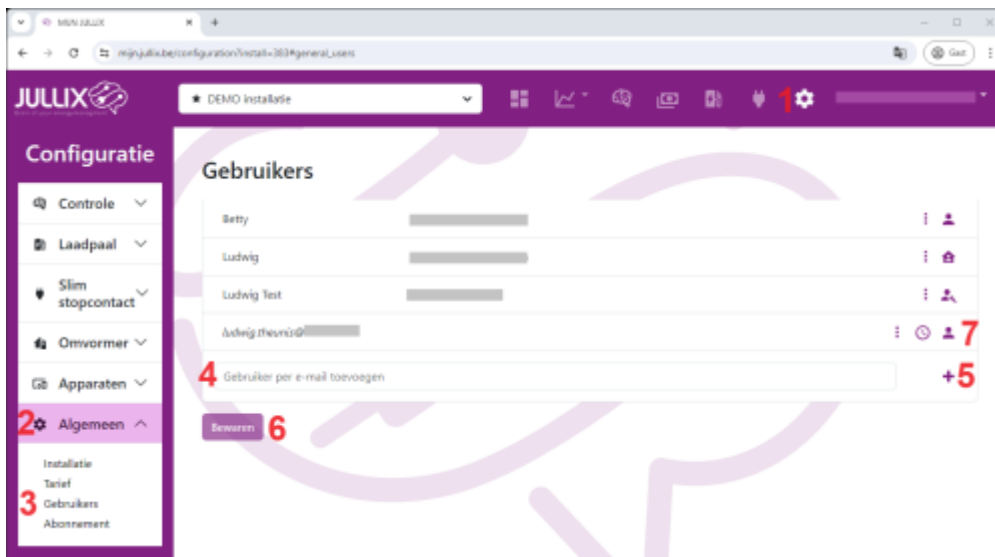 MIJN JULLIX
mijn.jullix.be/configuration?install=383#general_users
Gast
JULLIX
DEMO installatie
1
Configuratie
Gebruikers
Controle
Betty
Laadpaal
Ludwig
Slim
stopcontact
Ludwig Test
Omvormer
ludwig.theunis@
7
Apparaten
4 Gebruiker per e-mail toevoegen
+ 5
2 Algemeen
Bewaren 6
Installatie
Tarief
3 Gebruikers
Abonnement